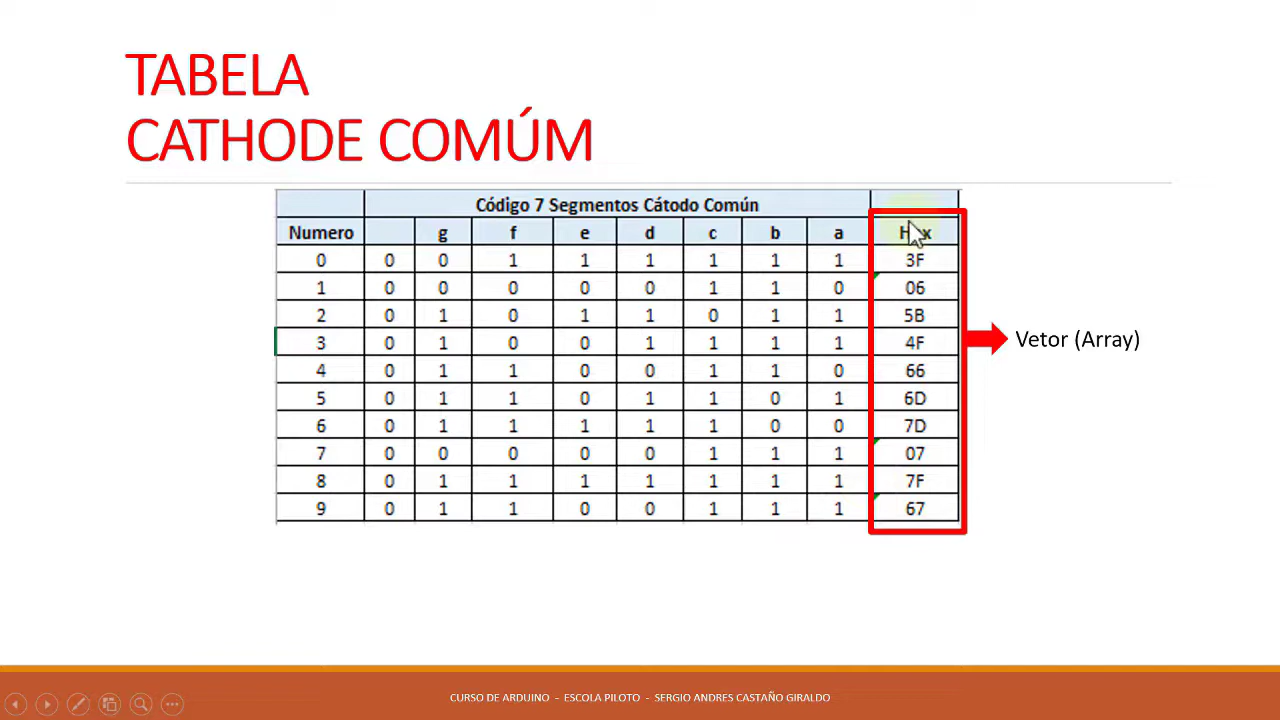 TABELA
CATHODE COMÚM
Código 7 Segmentos Cátodo Común
Numero g f e d c b a
0 0 0 1 1 1 1 1 1 3F
1 0 0 0 0 0 1 1 0 06
2 0 1 0 1 1 0 1 1 5B
3 0 1 0 0 1 1 1 1 4F
4 0 1 1 0 0 1 1 0 66
5 0 1 1 0 1 1 0 1 6D
6 0 1 1 1 1 1 0 0 7D
7 0 0 0 0 0 1 1 1 07
8 0 1 1 1 1 1 1 1 7F
9 0 1 1 0 0 1 1 1 67
Vetor (Array)
CURSO DE ARDUINO - ESCOLA PILOTO - SERGIO ANDRES CASTAÑO GIRALDO